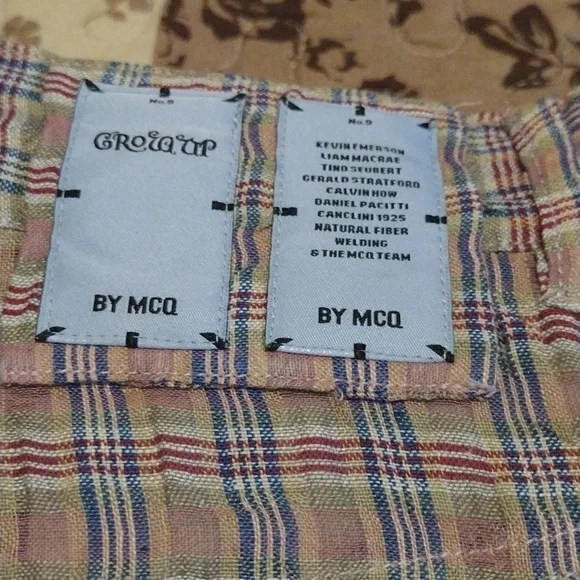 No.9
GROW UP
BY MCQ
No.9
KEVIN EMERSON
LIAM MACRAE
TINO SEUBERT
GERALD STRATFORD
CALVIN HOW
DANIEL PACITTI
CANCLINI 1925
NATURAL FIBER
WELDING
& THE MCQ TEAM
BY MCQ